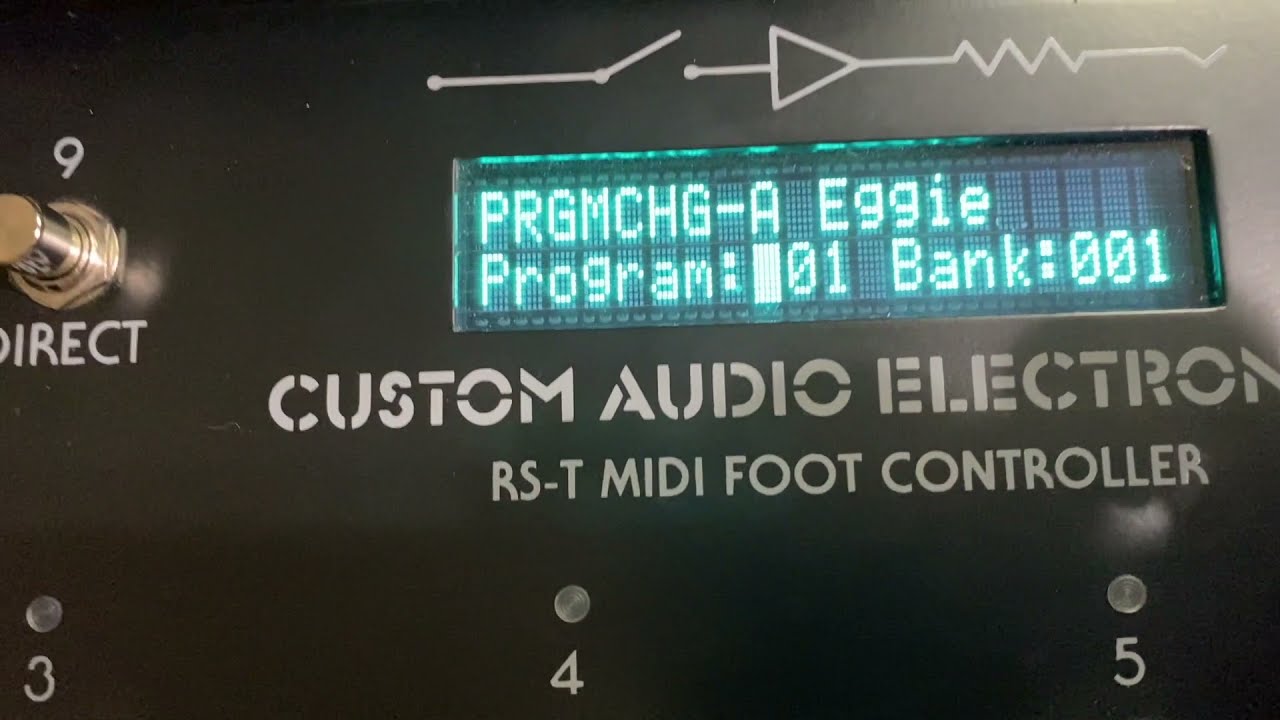 9
PRGMCHG-A Eggie
Program: 01 Bank:001
DIRECT
CUSTOM AUDIO ELECTRON
RS-T MIDI FOOT CONTROLLER
3 4 5